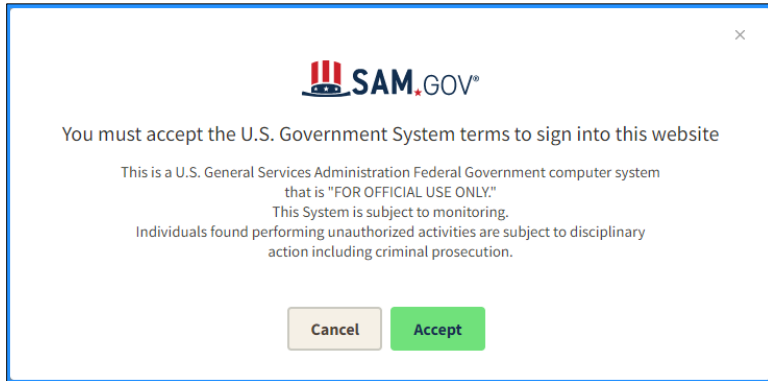 SAM.GOV®
You must accept the U.S. Government System terms to sign into this website
This is a U.S. General Services Administration Federal Government computer system
that is "FOR OFFICIAL USE ONLY."
This System is subject to monitoring.
Individuals found performing unauthorized activities are subject to disciplinary
action including criminal prosecution.
Cancel
Accept